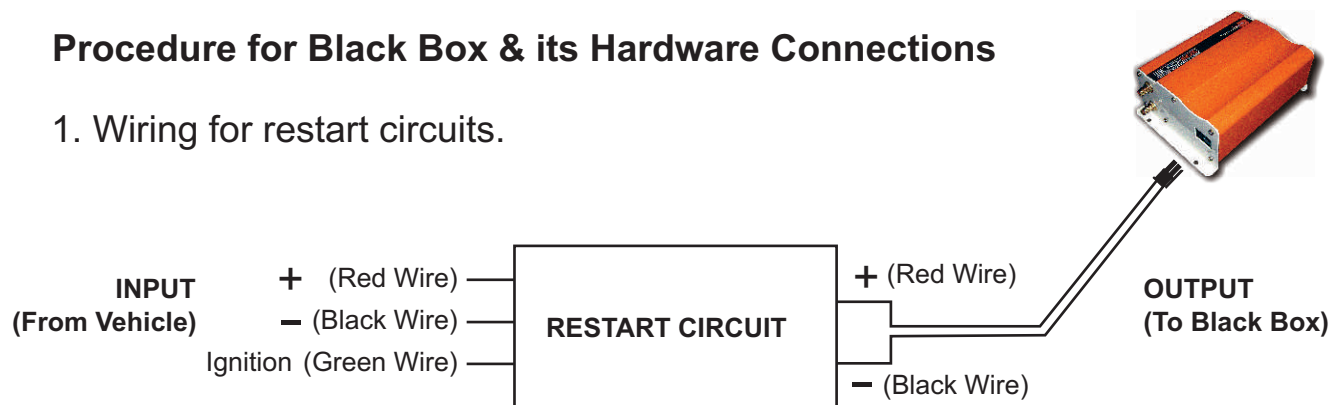 Procedure for Black Box & its Hardware Connections
1. Wiring for restart circuits.
INPUT
(From Vehicle)
+ (Red Wire)
– (Black Wire)
Ignition (Green Wire)
RESTART CIRCUIT
+ (Red Wire)
– (Black Wire)
OUTPUT
(To Black Box)